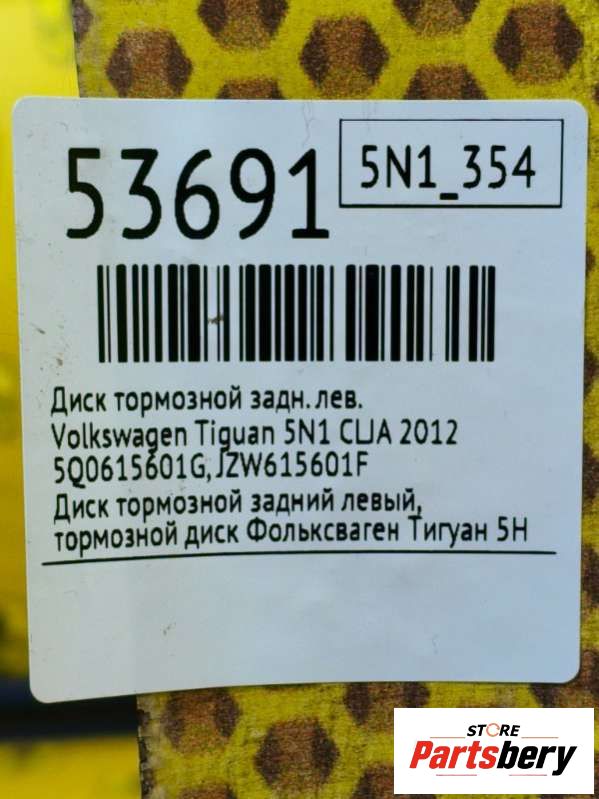 53691
5N1_354
Диск тормозной задн. лев.
Volkswagen Tiguan 5N1 CLJA 2012
5Q0615601G, JZW615601F
Диск тормозной задний левый,
тормозной диск Фольксваген Тигуан 5Н
STORE
Partsbery